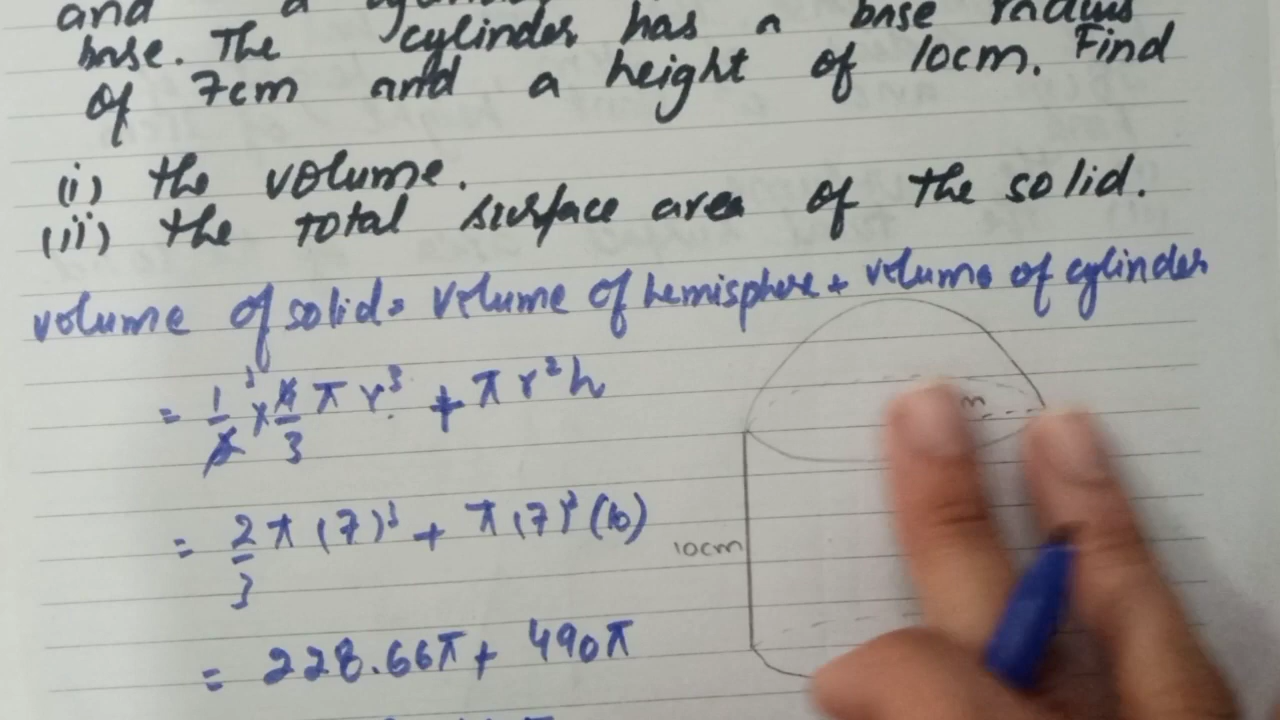 and a
base. The cylinder has a base radius
of 7cm and a height of 10cm. Find
(i) the volume.
(ii) the total surface area of the solid.
volume of solid = volume of hemisphere + volume of cylinder
= 1/2 × 4/3 π r³ + π r² h
= 2/3 π (7)³ + π (7)² (10)
10cm
= 228.66π + 490π